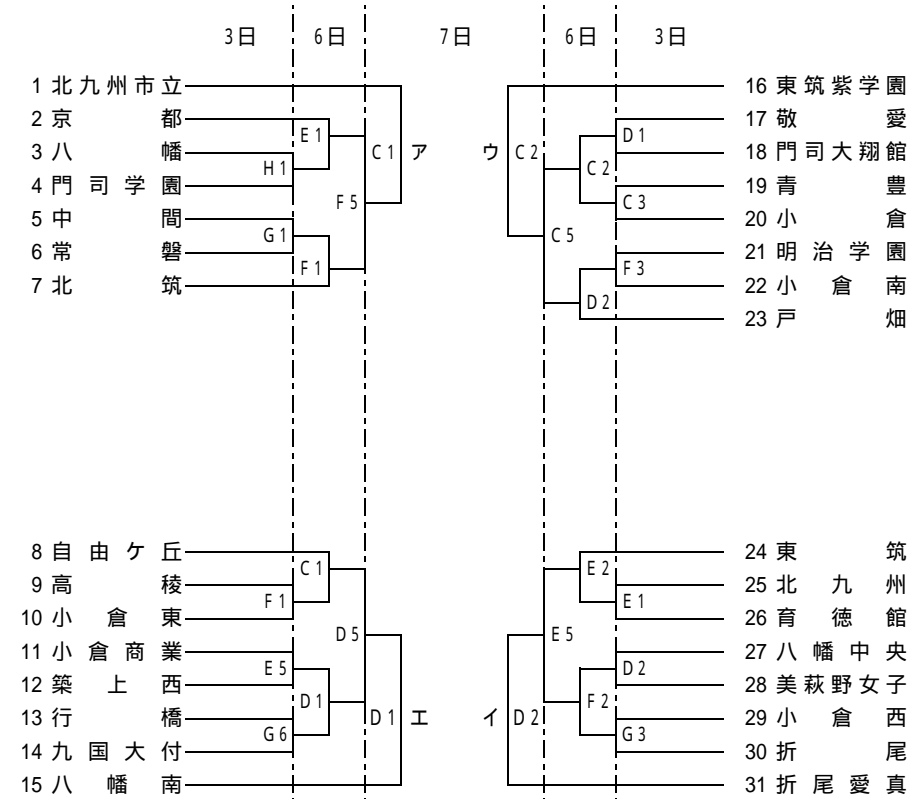 3日 6日 7日 6日 3日
1 北九州市立 16 東筑紫学園
2 京都 17 敬愛
E1 D1
3 八幡 C1 ア ウ C2 18 門司大翔館
H1 C2
4 門司学園 19 青豊
F5 C3
5 中間 20 小倉
G1 C5
6 常磐 21 明治学園
F1 F3
7 北筑 22 小倉南
D2
23 戸畑
8 自由ケ丘 24 東筑
C1 E2
9 高稜 25 北九州
F1 E1
10 小倉東 26 育徳館
D5 E5
11 小倉商業 27 八幡中央
E5 D2
12 築上西 28 美萩野女子
D1 F2
13 行橋 D1 エ イ D2 29 小倉西
G6 G3
14 九国大付 30 折尾
15 八幡南 31 折尾愛真